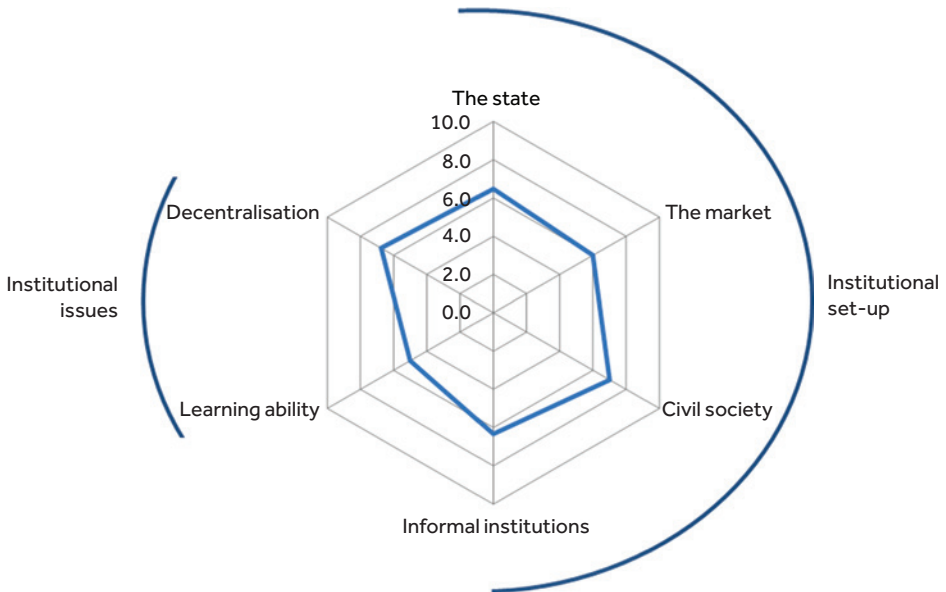 The state
10.0
8.0
6.0
4.0
2.0
0.0
Decentralisation
The market
Institutional
issues
Institutional
set-up
Learning ability
Civil society
Informal institutions